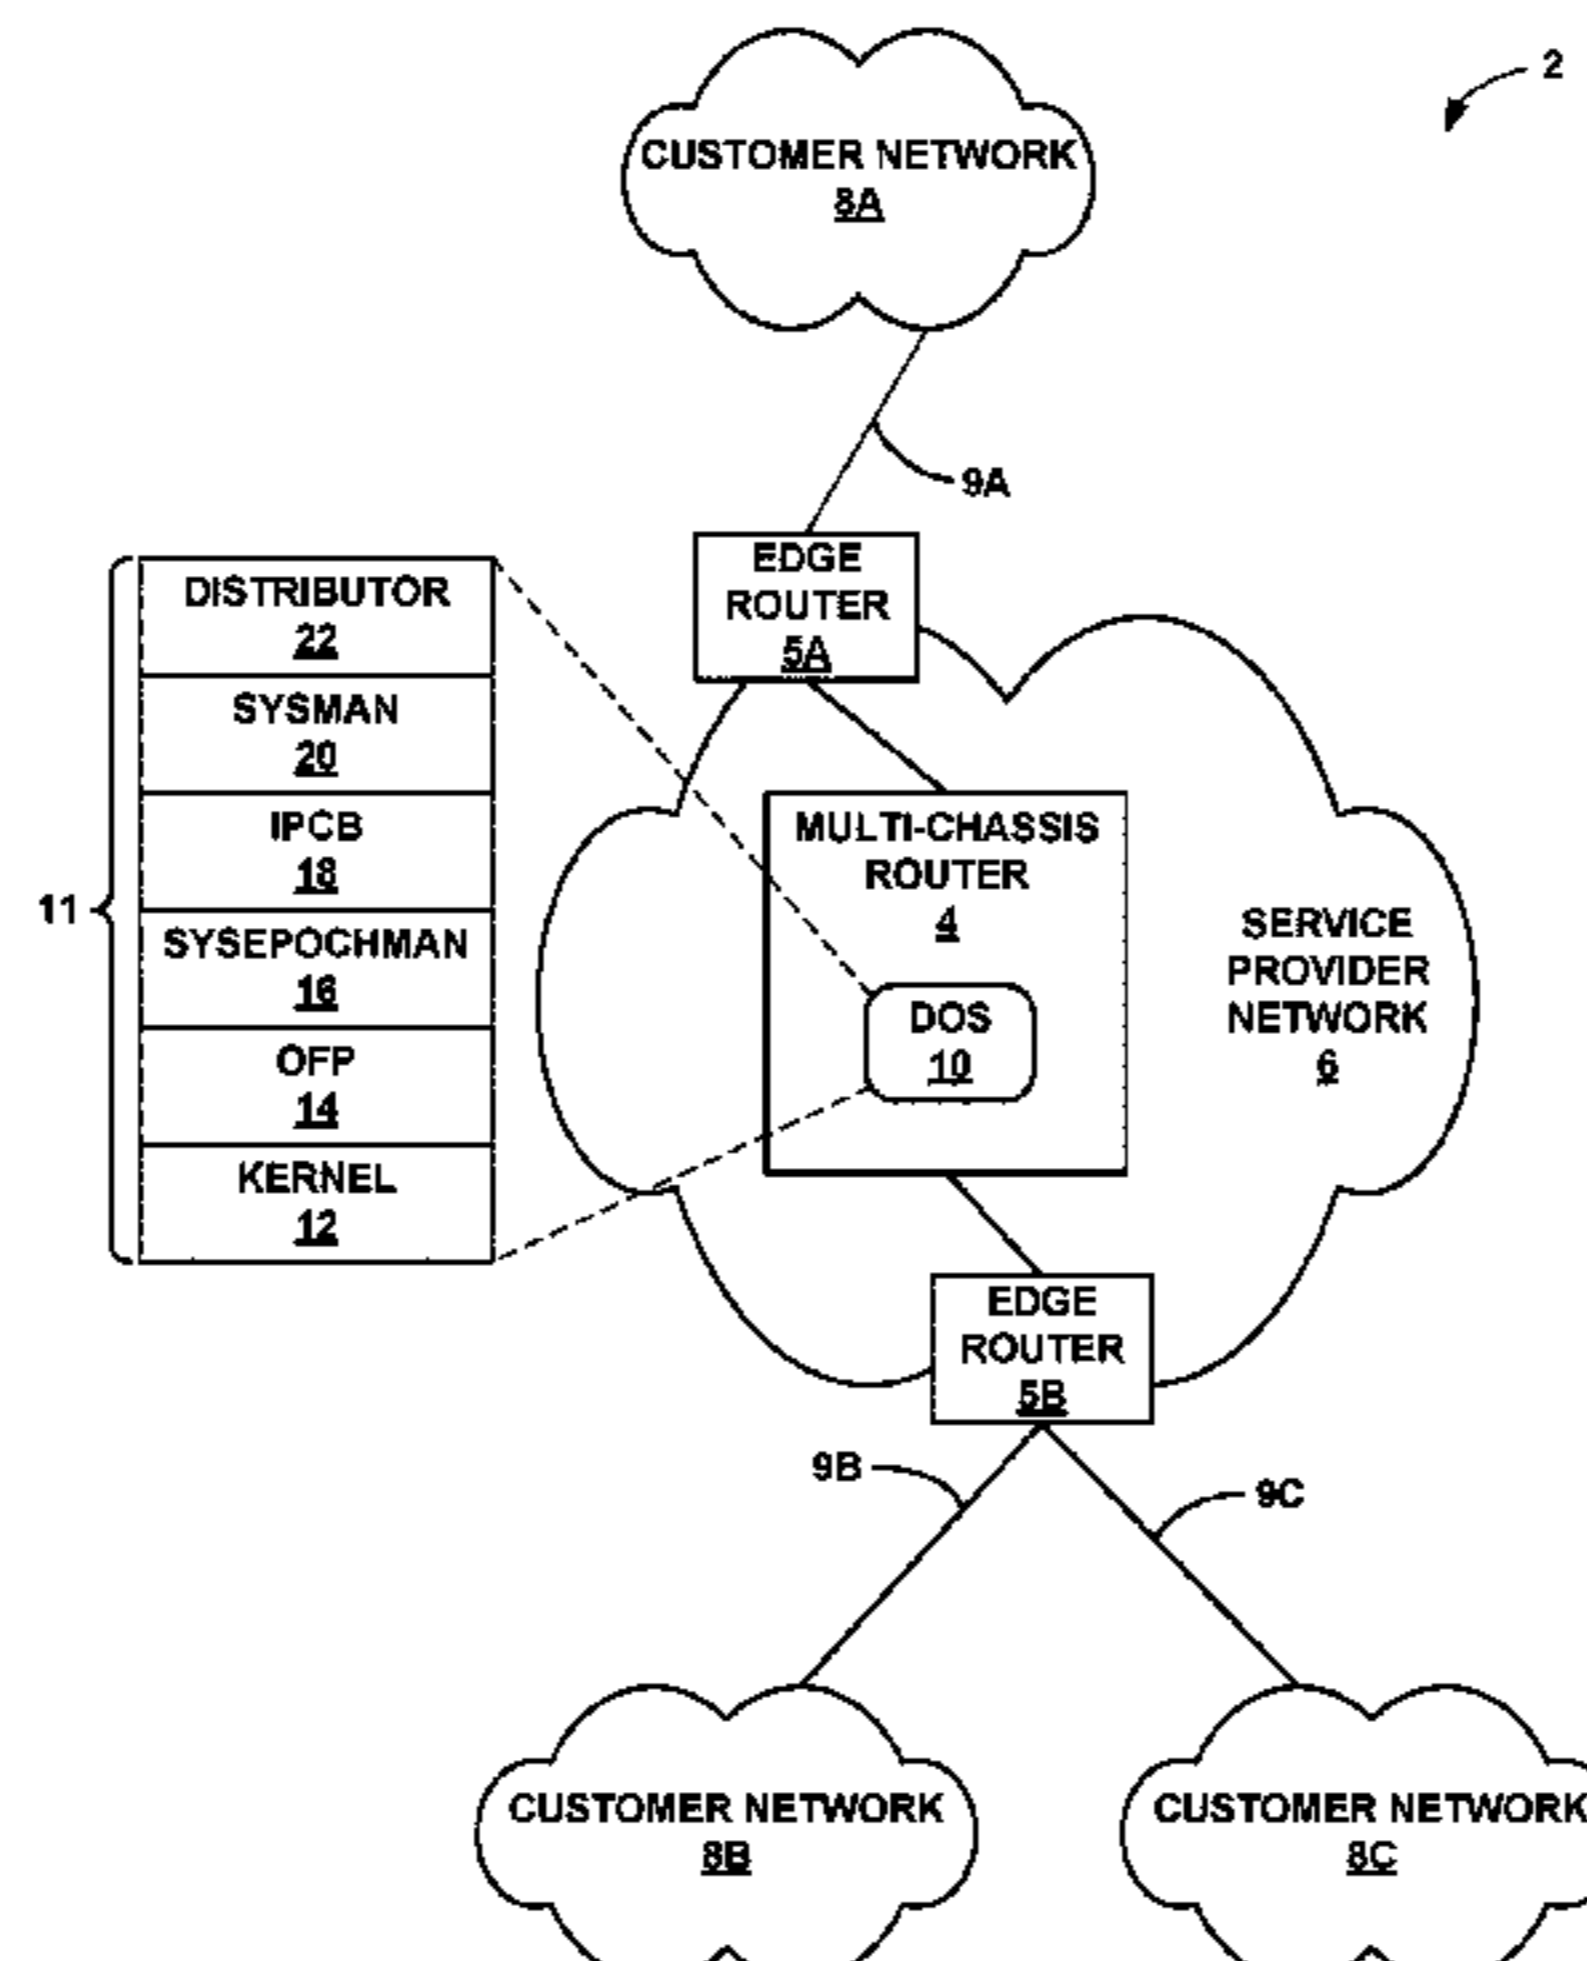 2
CUSTOMER NETWORK
8A
9A
EDGE
ROUTER
5A
DISTRIBUTOR
22
SYSMAN
20
IPCB
18
11
SYSEPOCHMAN
16
OFP
14
KERNEL
12
MULTI-CHASSIS
ROUTER
4
DOS
10
SERVICE
PROVIDER
NETWORK
6
EDGE
ROUTER
5B
9B
9C
CUSTOMER NETWORK
8B
CUSTOMER NETWORK
8C